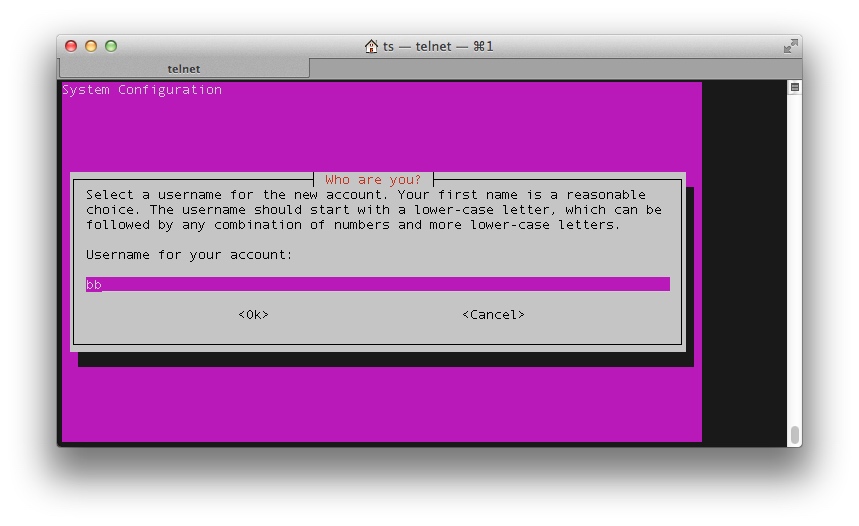 ts — telnet — ⌘1
telnet
System Configuration
Who are you?
Select a username for the new account. Your first name is a reasonable
choice. The username should start with a lower-case letter, which can be
followed by any combination of numbers and more lower-case letters.
Username for your account:
bb
<Ok> <Cancel>